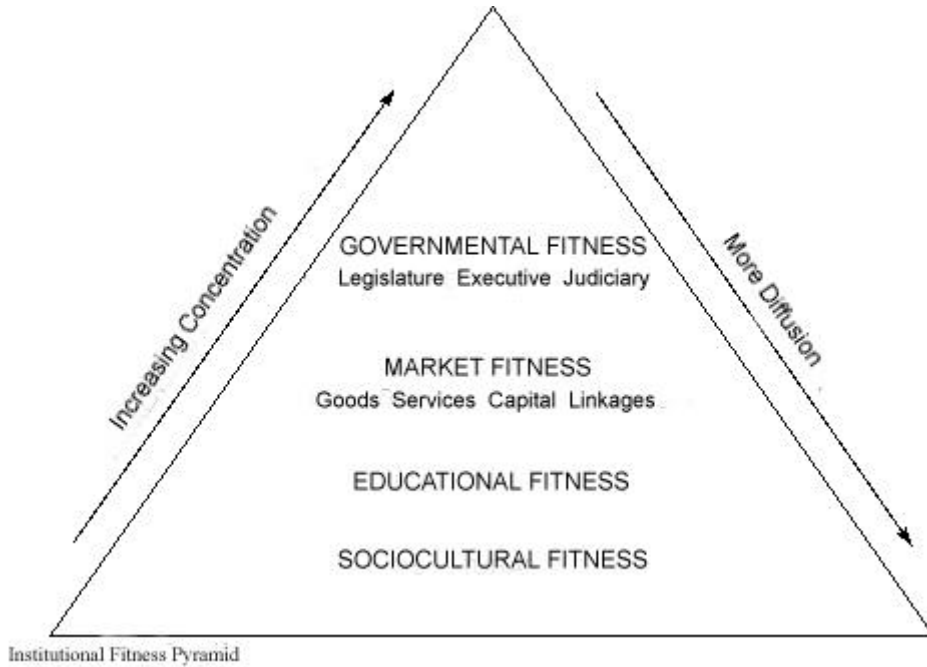 GOVERNMENTAL FITNESS
Legislature Executive Judiciary
Increasing Concentration
More Diffusion
MARKET FITNESS
Goods Services Capital Linkages
EDUCATIONAL FITNESS
SOCIOCULTURAL FITNESS
Institutional Fitness Pyramid